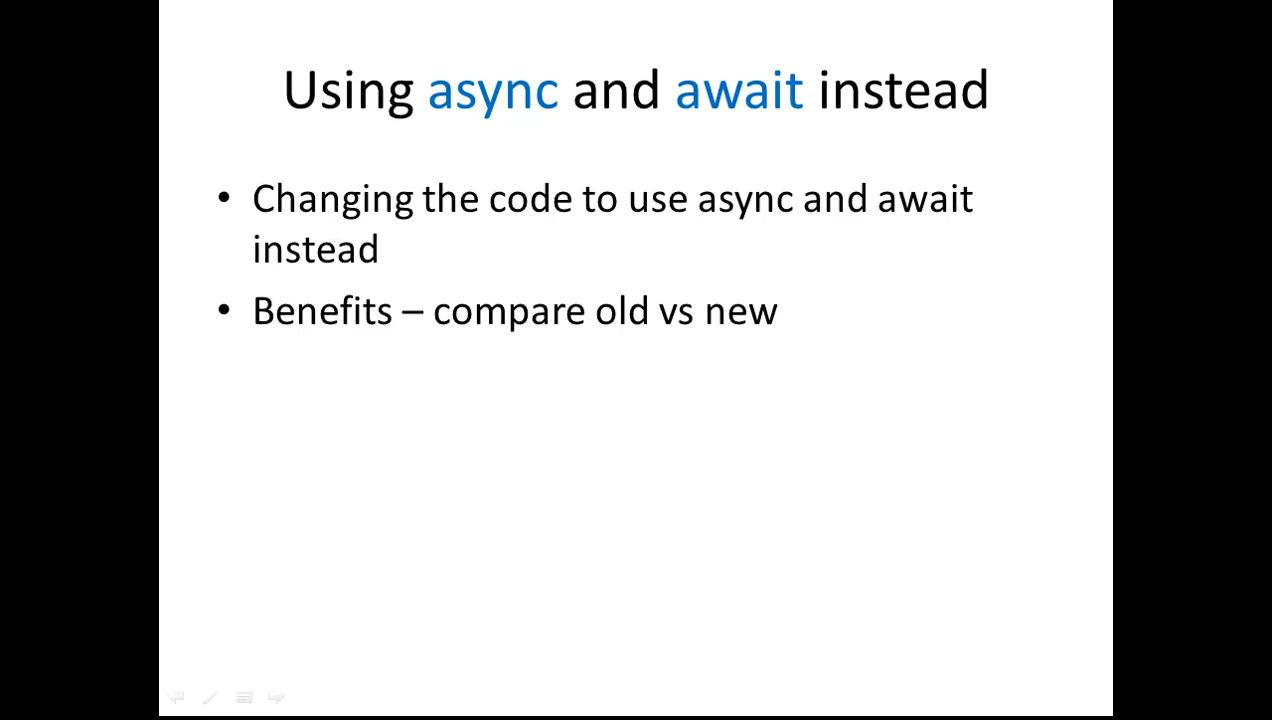 Using async and await instead
• Changing the code to use async and await
instead
• Benefits – compare old vs new